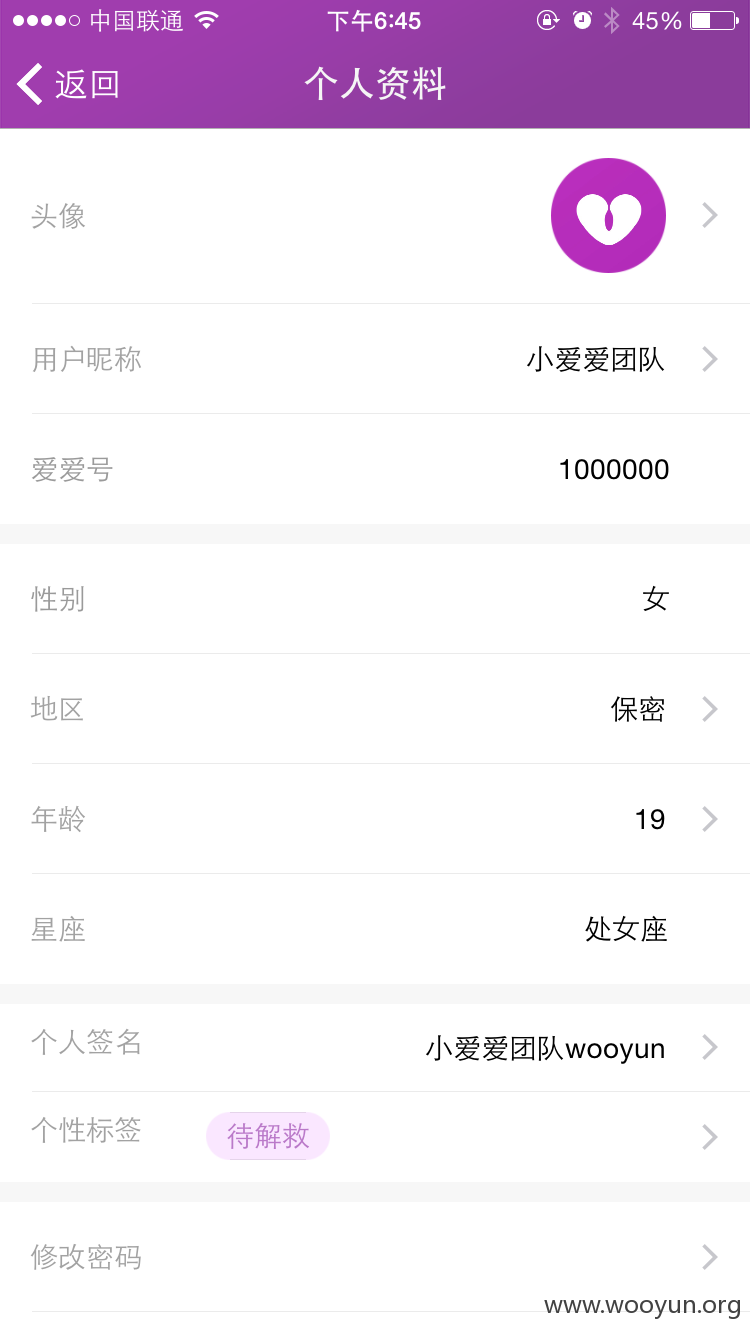 中国联通 下午6:45 45%
返回 个人资料
头像
用户昵称 小爱爱团队
爱爱号 1000000
性别 女
地区 保密
年龄 19
星座 处女座
个人签名 小爱爱团队wooyun
个性标签 待解救
修改密码
www.wooyun.org